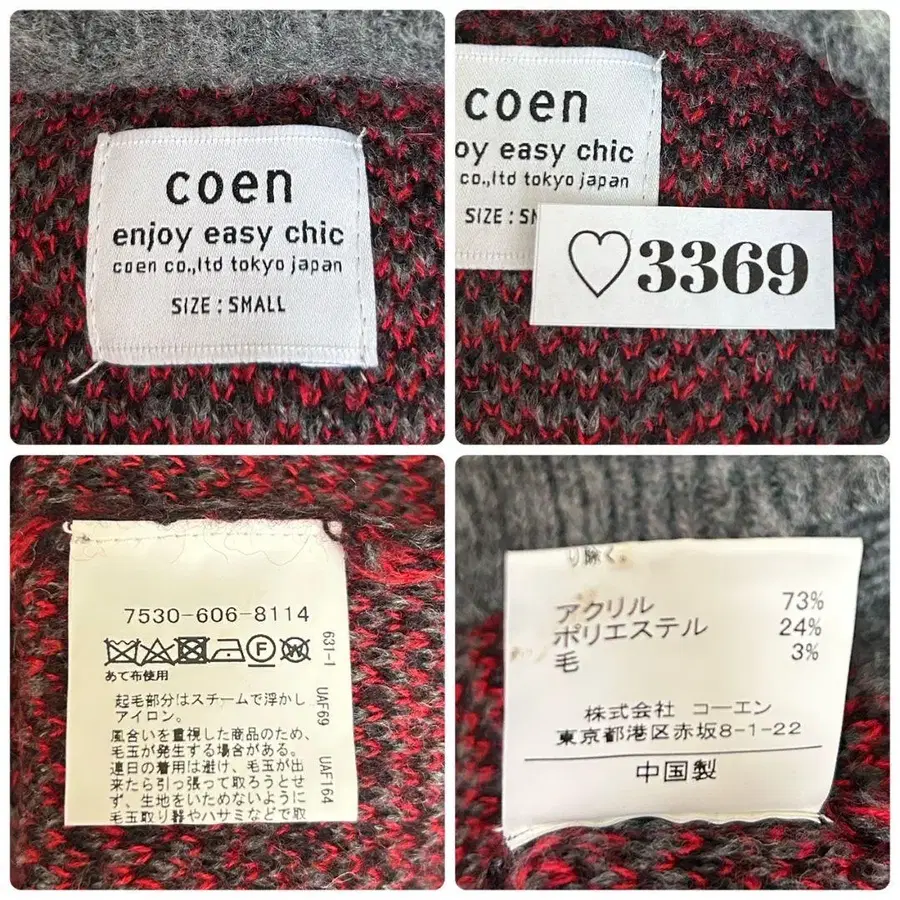 coen
enjoy easy chic
coen co.,ltd tokyo japan
SIZE : SMALL
coen
oy easy chic
co.,ltd tokyo japan
SIZE : SM
♡3369
7530-606-8114
あて布使用
起毛部分はスチームで浮かし
アイロン。
風合いを重視した商品のため、
毛玉が発生する場合がある。
連日の着用は避け、毛玉が出
来たら引っ張って取ろうとせ
ず、生地をいためないように
毛玉取り器やハサミなどで取
631-1 UAF69 UAF164
り除く。
アクリル 73%
ポリエステル 24%
毛 3%
株式会社 コーエン
東京都港区赤坂8-1-22
中国製